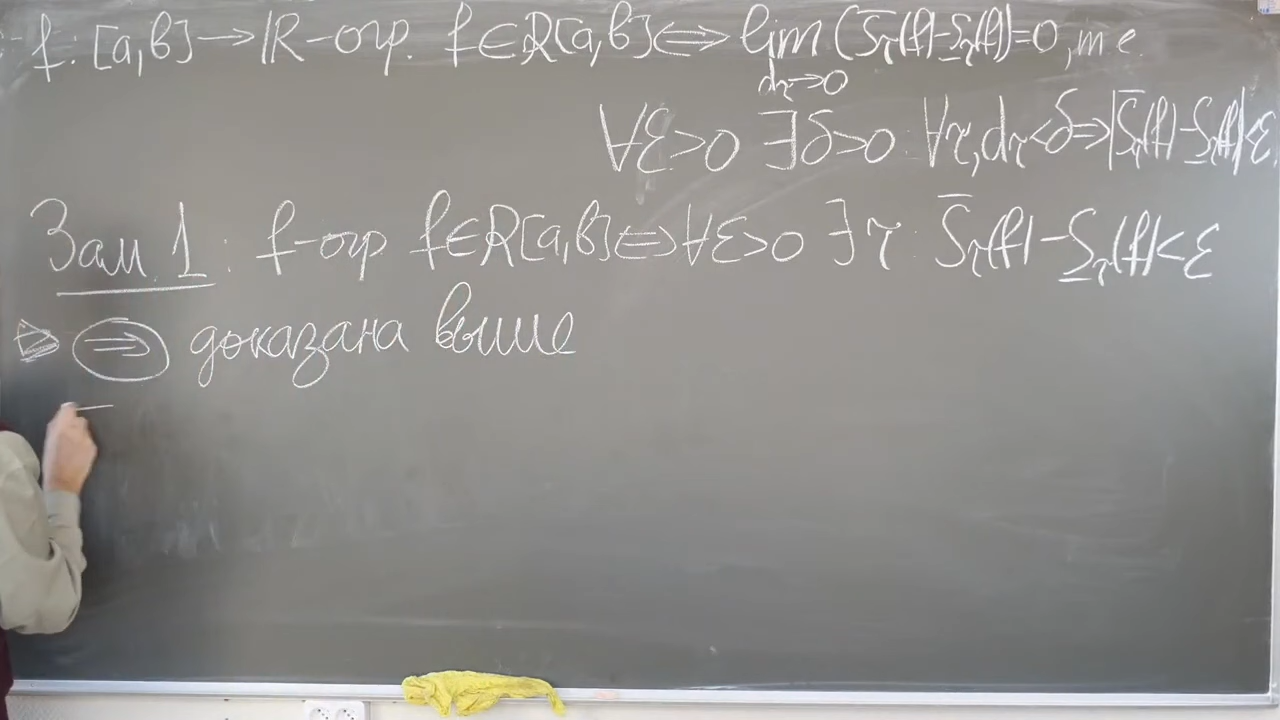 f: [a,b] → ℝ – огр. f∈R[a,b] ⇔ lim (S̅_τ(f) – S̲_τ(f)) = 0, т.е.
d_τ→0
∀ε>0 ∃δ>0: ∀τ, d_τ<δ ⇒ |S̅_τ(f) – S̲_τ(f)|<ε
Зам. 1: f–огр f∈R[a,b] ⇔ ∀ε>0 ∃τ: S̅_τ(f) – S̲_τ(f)<ε
▷ ⇒ доказана выше